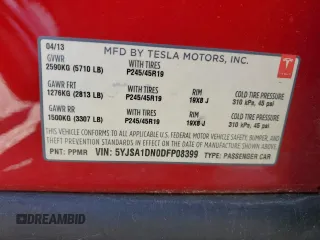 04/13 MFD BY TESLA MOTORS, INC.
GVWR
2590KG (5710 LB) WITH TIRES P245/45R19
GAWR FRT WITH TIRES RIM COLD TIRE PRESSURE
1276KG (2813 LB) P245/45R19 19X8 J 310 kPa, 45 psi
GAWR RR WITH TIRES RIM COLD TIRE PRESSURE
1500KG (3307 LB) P245/45R19 19X8 J 310 kPa, 45 psi
THIS VEHICLE CONFORMS TO ALL APPLICABLE FEDERAL MOTOR VEHICLE SAFETY, BUMPER, AND
THEFT PREVENTION STANDARDS IN EFFECT ON THE DATE OF MANUFACTURE SHOWN ABOVE.
PNT: PPMR VIN: 5YJSA1DN0DFP08399 TYPE: PASSENGER CAR
DREAMBID